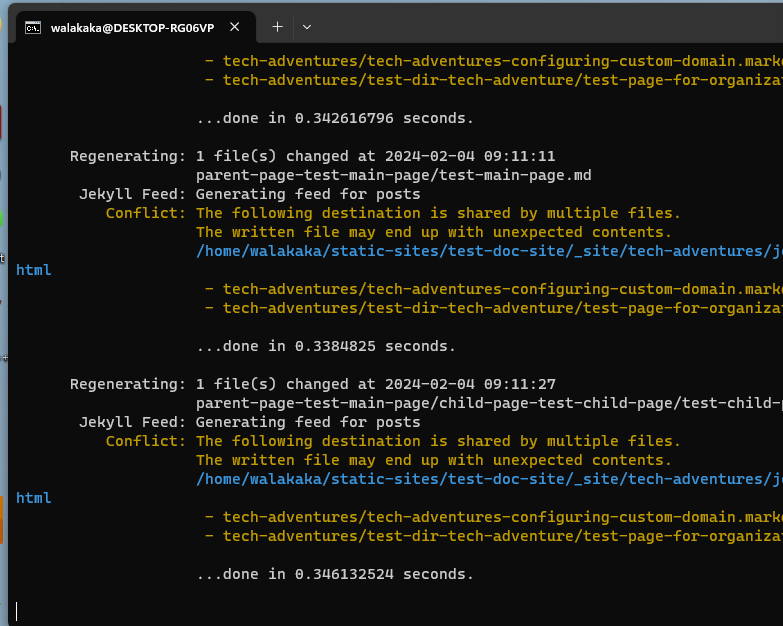 walakaka@DESKTOP-RG06VP
- tech-adventures/tech-adventures-configuring-custom-domain.mark
- tech-adventures/test-dir-tech-adventure/test-page-for-organiza
...done in 0.342616796 seconds.
Regenerating: 1 file(s) changed at 2024-02-04 09:11:11
parent-page-test-main-page/test-main-page.md
Jekyll Feed: Generating feed for posts
Conflict: The following destination is shared by multiple files.
The written file may end up with unexpected contents.
/home/walakaka/static-sites/test-doc-site/_site/tech-adventures/j
html
- tech-adventures/tech-adventures-configuring-custom-domain.mark
- tech-adventures/test-dir-tech-adventure/test-page-for-organiza
...done in 0.3384825 seconds.
Regenerating: 1 file(s) changed at 2024-02-04 09:11:27
parent-page-test-main-page/child-page-test-child-page/test-child-
Jekyll Feed: Generating feed for posts
Conflict: The following destination is shared by multiple files.
The written file may end up with unexpected contents.
/home/walakaka/static-sites/test-doc-site/_site/tech-adventures/j
html
- tech-adventures/tech-adventures-configuring-custom-domain.mark
- tech-adventures/test-dir-tech-adventure/test-page-for-organiza
...done in 0.346132524 seconds.